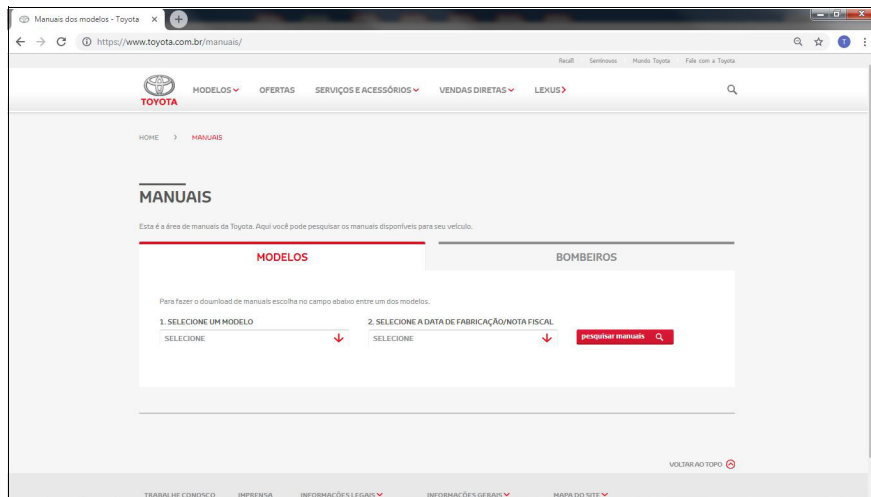 Manuais dos modelos - Toyota
https://www.toyota.com.br/manuais/
T
Recall Seminovos Mundo Toyota Fale com a Toyota
TOYOTA
MODELOS OFERTAS SERVIÇOS E ACESSÓRIOS VENDAS DIRETAS LEXUS
HOME MANUAIS
MANUAIS
Esta é a área de manuais da Toyota. Aqui você pode pesquisar os manuais disponíveis para seu veículo.
MODELOS BOMBEIROS
Para fazer o download de manuais escolha no campo abaixo entre um dos modelos.
1. SELECIONE UM MODELO 2. SELECIONE A DATA DE FABRICAÇÃO/NOTA FISCAL
SELECIONE SELECIONE pesquisar manuais
VOLTAR AO TOPO
TRABALHE CONOSCO IMPRENSA INFORMAÇÕES LEGAIS INFORMAÇÕES GERAIS MAPA DO SITE